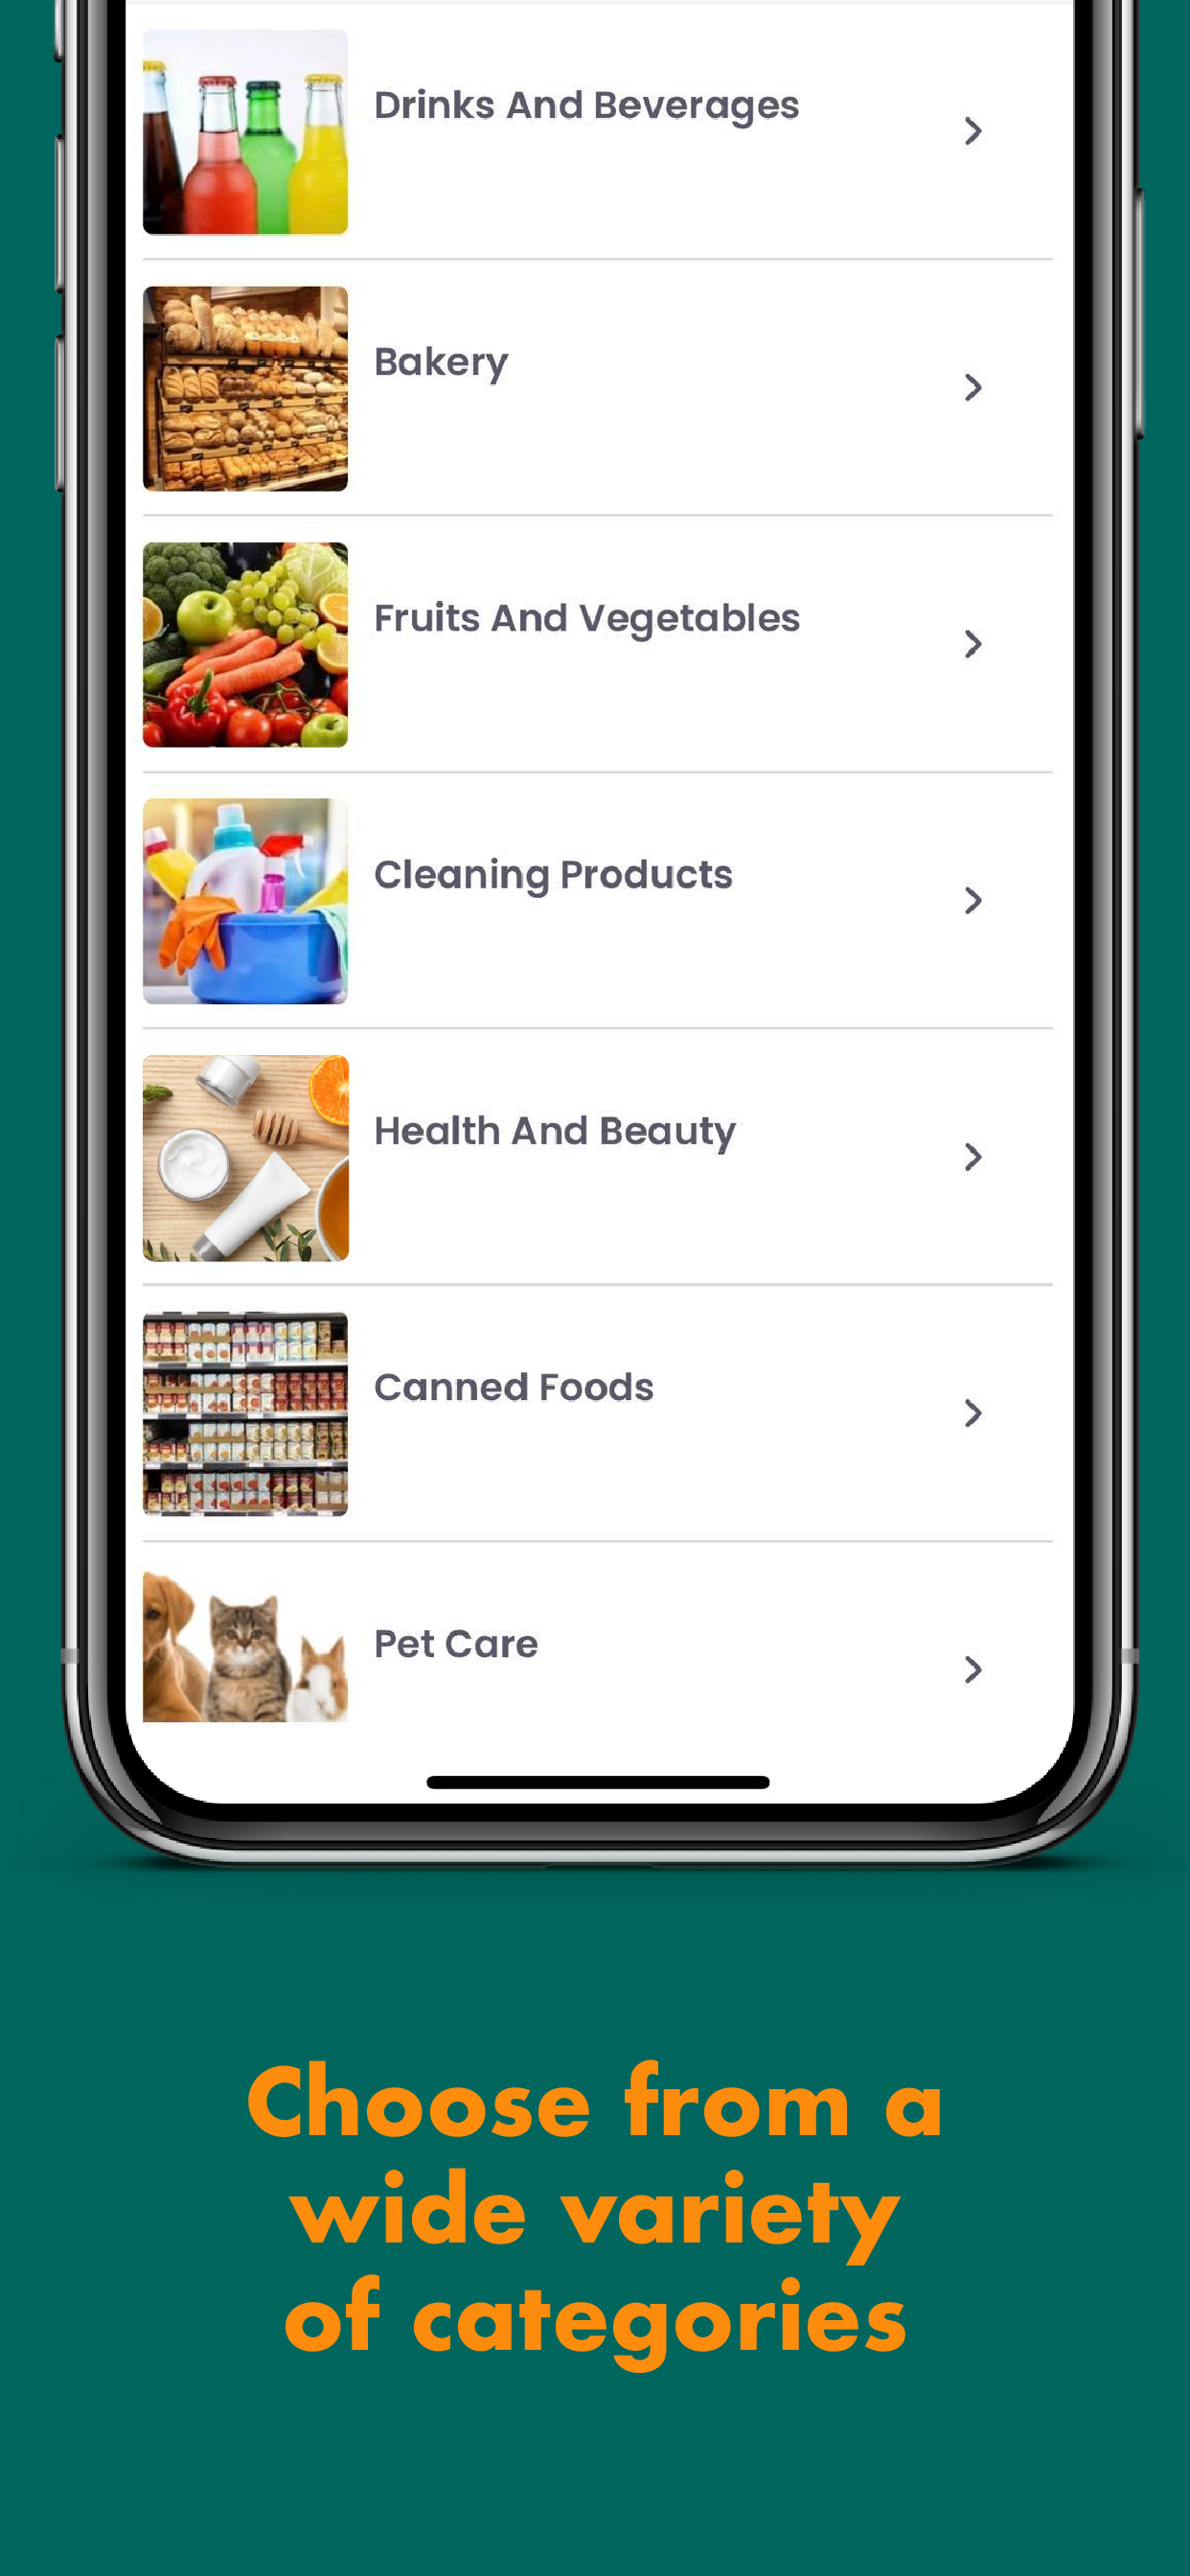 Drinks And Beverages
Bakery
Fruits And Vegetables
Cleaning Products
Health And Beauty
Canned Foods
Pet Care
Choose from a
wide variety
of categories